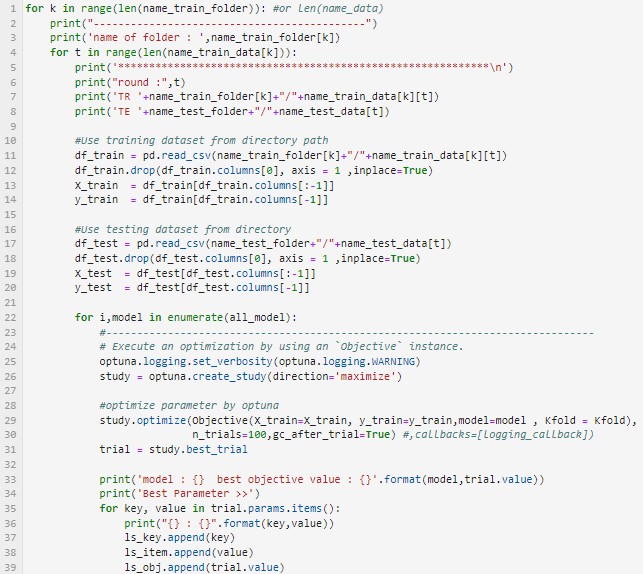 1 for k in range(len(name_train_folder)): #or len(name_data)
2     print("-----------------------------------------")
3     print('name of folder : ',name_train_folder[k])
4     for t in range(len(name_train_data[k])):
5         print('************************************************************\n')
6         print("round :",t)
7         print('TR '+name_train_folder[k]+"/"+name_train_data[k][t])
8         print('TE '+name_test_folder+"/"+name_test_data[t])
9
10         #Use training dataset from directory path
11         df_train = pd.read_csv(name_train_folder[k]+"/"+name_train_data[k][t])
12         df_train.drop(df_train.columns[0], axis = 1 ,inplace=True)
13         X_train  = df_train[df_train.columns[:-1]]
14         y_train  = df_train[df_train.columns[-1]]
15
16         #Use testing dataset from directory
17         df_test = pd.read_csv(name_test_folder+"/"+name_test_data[t])
18         df_test.drop(df_test.columns[0], axis = 1 ,inplace=True)
19         X_test  = df_test[df_test.columns[:-1]]
20         y_test  = df_test[df_test.columns[-1]]
21
22         for i,model in enumerate(all_model):
23             #-------------------------------------------------------------------------------
24             # Execute an optimization by using an `Objective` instance.
25             optuna.logging.set_verbosity(optuna.logging.WARNING)
26             study = optuna.create_study(direction='maximize')
27
28             #optimize parameter by optuna
29             study.optimize(Objective(X_train=X_train, y_train=y_train,model=model , Kfold = Kfold),
30                            n_trials=100,gc_after_trial=True) #,callbacks=[logging_callback])
31             trial = study.best_trial
32
33             print('model : {}  best objective value : {}'.format(model,trial.value))
34             print('Best Parameter >>')
35             for key, value in trial.params.items():
36                 print("{} : {}".format(key,value))
37                 ls_key.append(key)
38                 ls_item.append(value)
39                 ls_obj.append(trial.value)